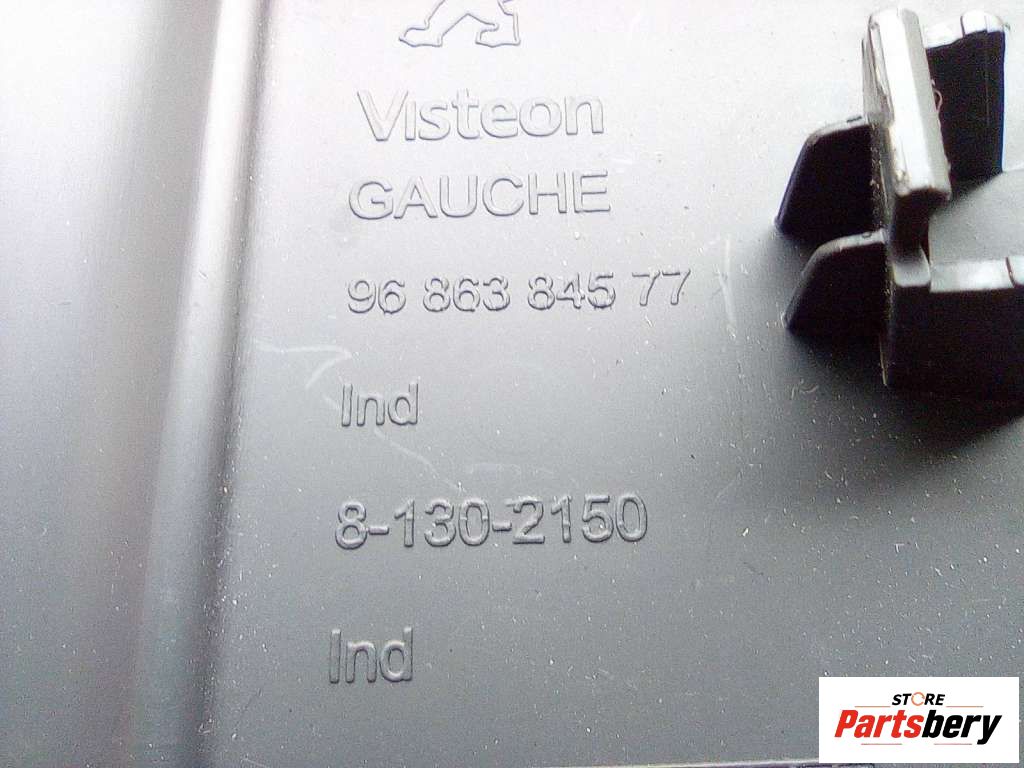 Visteon
GAUCHE
96 863 845 77
Ind
8-130-2150
Ind
STORE
Partsbery